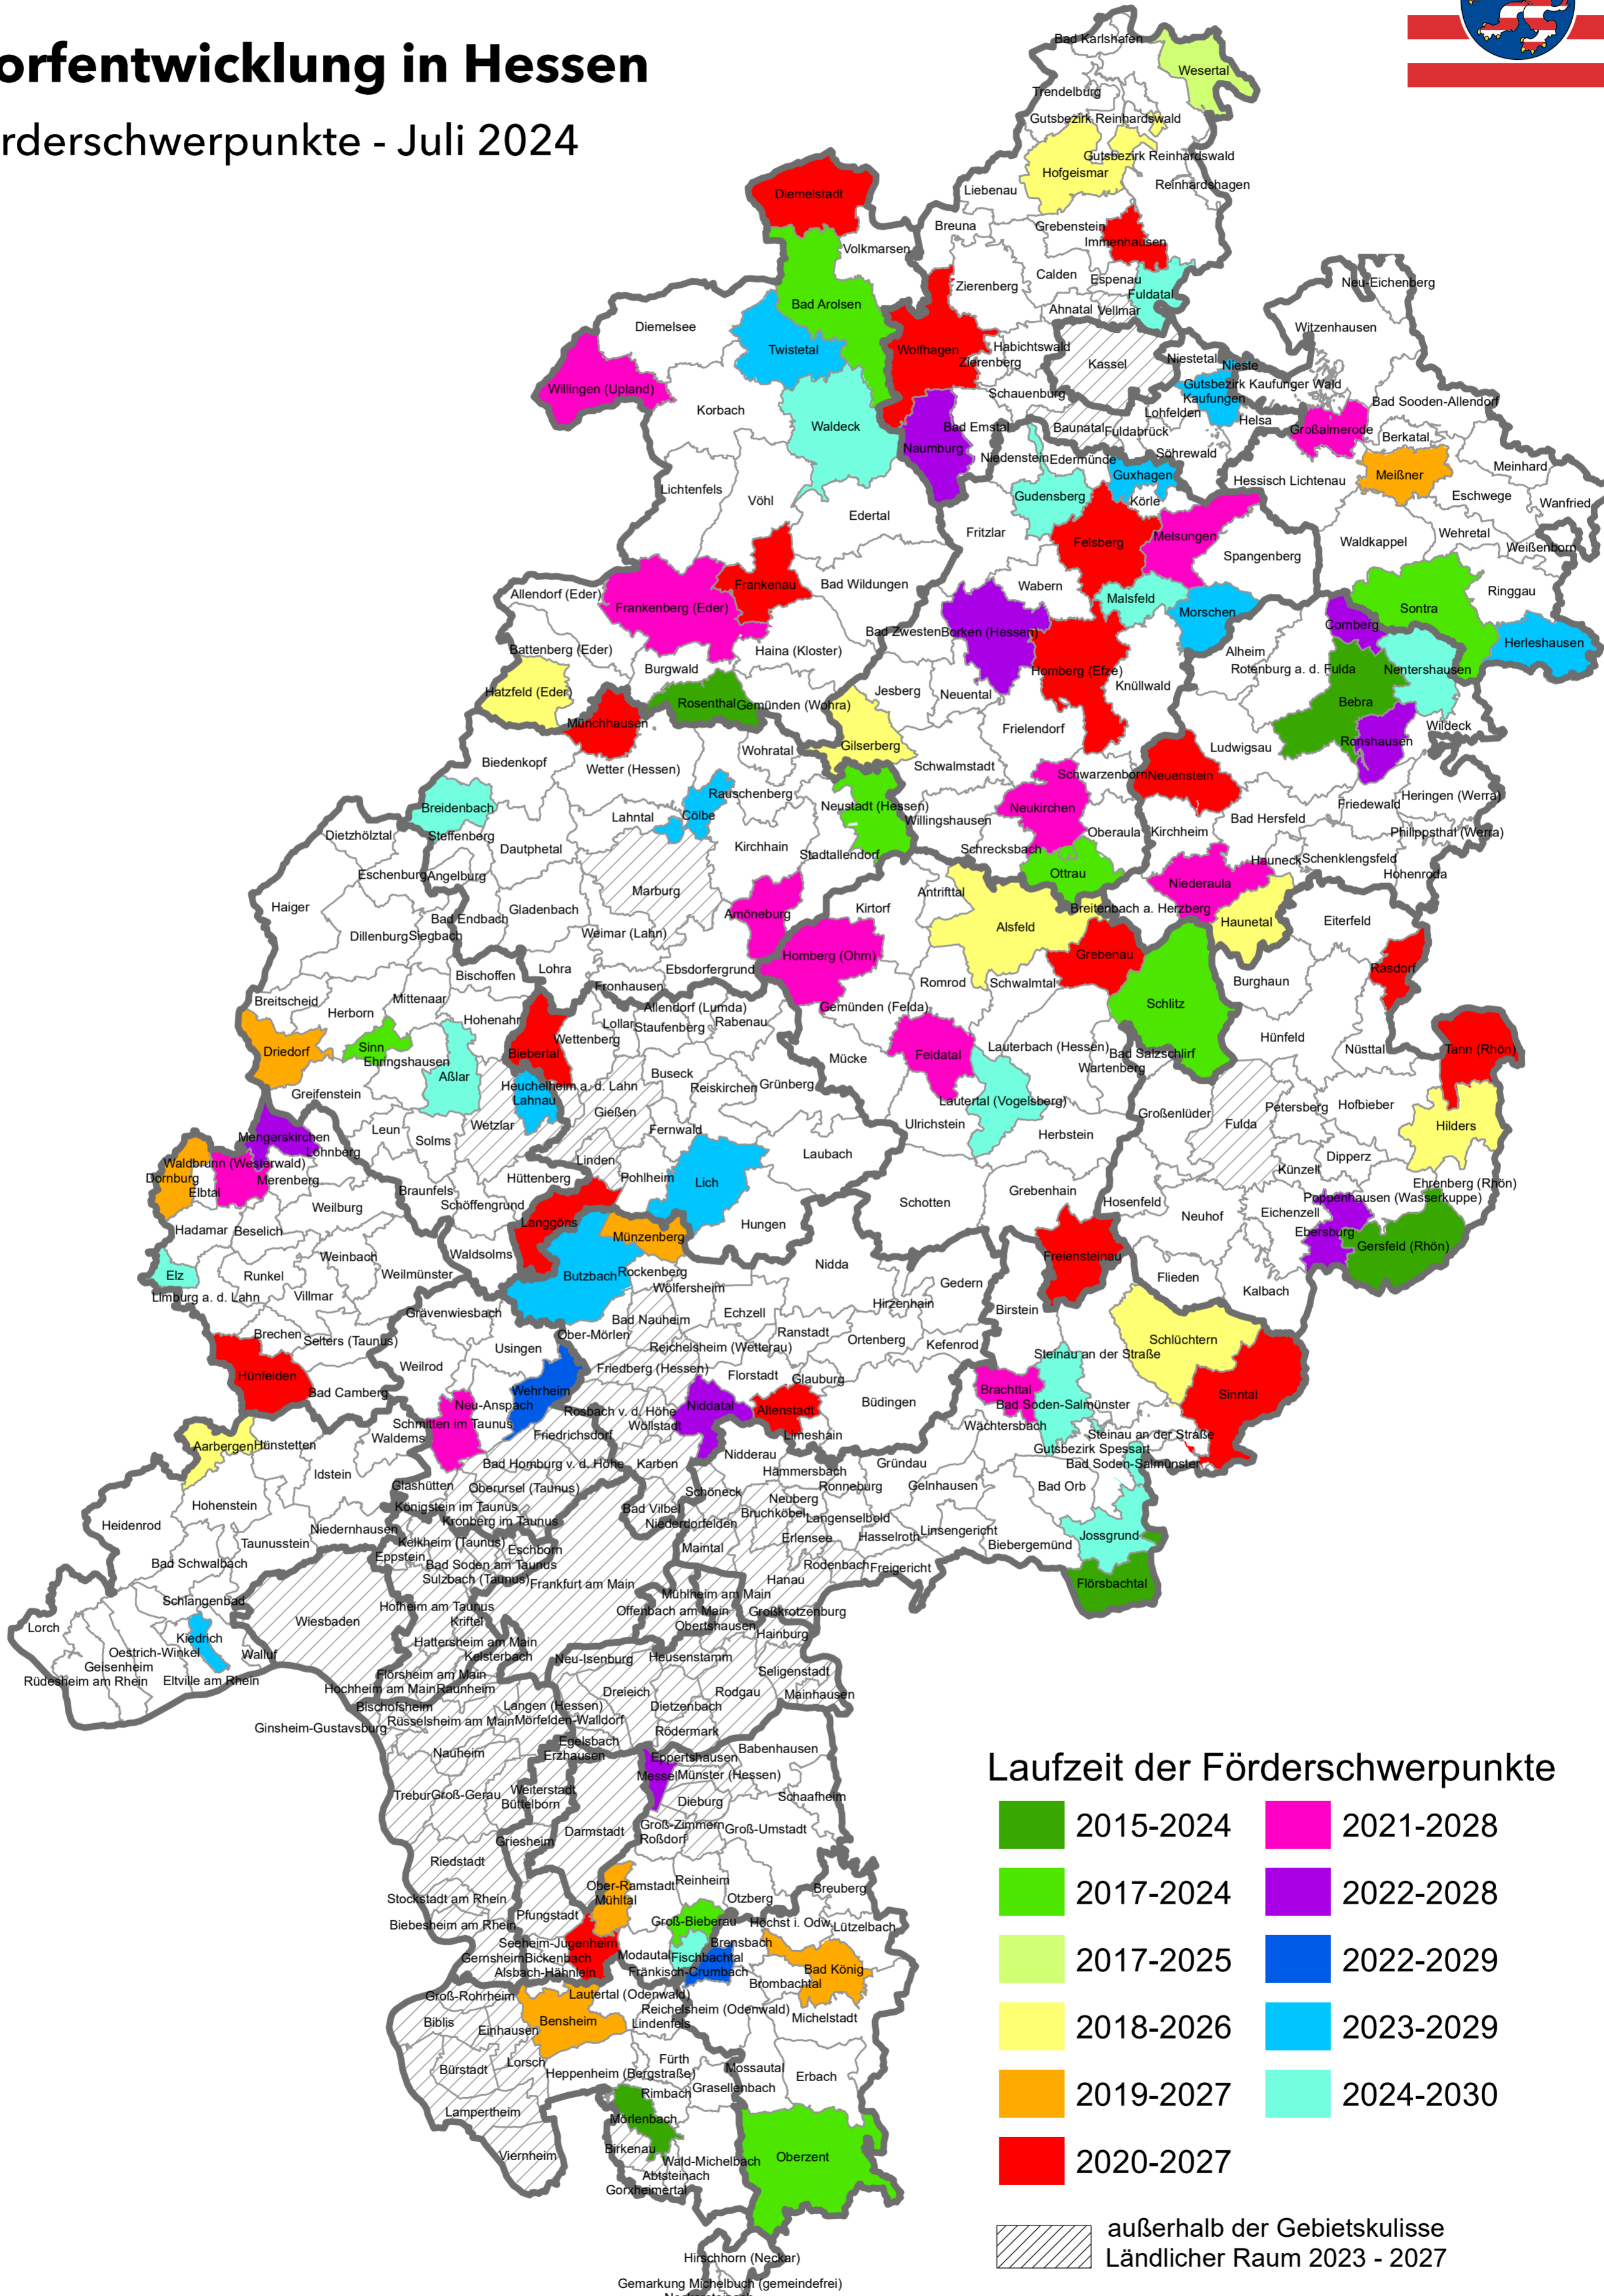 orfentwicklung in Hessen
rderschwerpunkte - Juli 2024
Bad Karlshafen
Wesertal
Trendelburg
Gutsbezirk Reinhardswald
Gutsbezirk Reinhardswald
Hofgeismar
Reinhardshagen
Liebenau
Diemelstadt
Breuna
Grebenstein
Immenhausen
Volkmarsen
Calden
Espenau
Zierenberg
Fuldatal
Neu-Eichenberg
Bad Arolsen
Ahnatal
Vellmar
Witzenhausen
Diemelsee
Twistetal
Wolfhagen
Habichtswald
Zierenberg
Kassel
Niestetal
Nieste
Willingen (Upland)
Gutsbezirk Kaufunger Wald
Kaufungen
Schauenburg
Bad Sooden-Allendorf
Korbach
Lohfelden
Helsa
Waldeck
Bad Emstal
Baunatal
Fuldabrück
Großalmerode
Berkatal
Naumburg
Niedenstein
Edermünde
Söhrewald
Meinhard
Guxhagen
Hessisch Lichtenau
Meißner
Lichtenfels
Vöhl
Gudensberg
Körle
Eschwege
Wanfried
Edertal
Fritzlar
Felsberg
Melsungen
Waldkappel
Wehretal
Weißenborn
Spangenberg
Frankenau
Bad Wildungen
Wabern
Allendorf (Eder)
Malsfeld
Ringgau
Frankenberg (Eder)
Morschen
Sontra
Cornberg
Bad Zwesten
Borken (Hessen)
Herleshausen
Battenberg (Eder)
Haina (Kloster)
Alheim
Burgwald
Homberg (Efze)
Rotenburg a. d. Fulda
Nentershausen
Hatzfeld (Eder)
Jesberg
Neuental
Knüllwald
Rosenthal
Gemünden (Wohra)
Bebra
Münchhausen
Frielendorf
Wildeck
Gilserberg
Ludwigsau
Ronshausen
Wohratal
Biedenkopf
Wetter (Hessen)
Schwalmstadt
Schwarzenborn
Neuenstein
Rauschenberg
Breidenbach
Neustadt (Hessen)
Neukirchen
Heringen (Werra)
Friedewald
Lahntal
Cölbe
Willingshausen
Bad Hersfeld
Dietzhölztal
Steffenberg
Oberaula
Kirchheim
Philippsthal (Werra)
Dautphetal
Kirchhain
Stadtallendorf
Schrecksbach
Hauneck
Schenklengsfeld
Eschenburg
Angelburg
Ottrau
Hohenroda
Marburg
Niederaula
Antrifttal
Haiger
Gladenbach
Amöneburg
Kirtorf
Breitenbach a. Herzberg
Haunetal
Eiterfeld
Bad Endbach
Alsfeld
Dillenburg
Siegbach
Weimar (Lahn)
Homberg (Ohm)
Grebenau
Bischoffen
Lohra
Ebsdorfergrund
Rasdorf
Romrod
Schwalmtal
Burghaun
Fronhausen
Breitscheid
Mittenaar
Allendorf (Lumda)
Gemünden (Felda)
Schlitz
Herborn
Hohenahr
Lollar
Staufenberg
Rabenau
Hünfeld
Wettenberg
Driedorf
Sinn
Biebertal
Feldatal
Lauterbach (Hessen)
Bad Salzschlirf
Nüsttal
Tann (Rhön)
Ehringshausen
Mücke
Wartenberg
Aßlar
Buseck
Heuchelheim a. d. Lahn
Reiskirchen
Grünberg
Greifenstein
Lahnau
Lautertal (Vogelsberg)
Petersberg
Hofbieber
Gießen
Großenlüder
Leun
Wetzlar
Ulrichstein
Fulda
Hilders
Mengerskirchen
Solms
Fernwald
Herbstein
Löhnberg
Laubach
Waldbrunn (Westerwald)
Linden
Dipperz
Künzell
Dornburg
Merenberg
Hüttenberg
Pohlheim
Lich
Ehrenberg (Rhön)
Elbtal
Braunfels
Grebenhain
Poppenhausen (Wasserkuppe)
Weilburg
Schöffengrund
Schotten
Hosenfeld
Eichenzell
Neuhof
Langgöns
Hungen
Hadamar
Beselich
Münzenberg
Ebersburg
Gersfeld (Rhön)
Waldsolms
Freiensteinau
Weinbach
Nidda
Elz
Runkel
Weilmünster
Butzbach
Rockenberg
Flieden
Wölfersheim
Gedern
Kalbach
Limburg a. d. Lahn
Villmar
Hirzenhain
Birstein
Grävenwiesbach
Echzell
Bad Nauheim
Brechen
Selters (Taunus)
Ober-Mörlen
Ranstadt
Ortenberg
Schlüchtern
Usingen
Reichelsheim (Wetterau)
Kefenrod
Steinau an der Straße
Weilrod
Friedberg (Hessen)
Hünfelden
Florstadt
Glauburg
Wehrheim
Brachttal
Sinntal
Bad Camberg
Neu-Anspach
Büdingen
Bad Soden-Salmünster
Rosbach v. d. Höhe
Niddatal
Altenstadt
Schmitten im Taunus
Wöllstadt
Wächtersbach
Waldems
Friedrichsdorf
Limeshain
Steinau an der Straße
Aarbergen
Hünstetten
Gutsbezirk Spessart
Nidderau
Bad Homburg v. d. Höhe
Karben
Gründau
Bad Soden-Salmünster
Idstein
Hammersbach
Glashütten
Oberursel (Taunus)
Ronneburg
Gelnhausen
Bad Orb
Schöneck
Hohenstein
Königstein im Taunus
Neuberg
Bad Vilbel
Bruchköbel
Langenselbold
Heidenrod
Kronberg im Taunus
Niederdorfelden
Niedernhausen
Linsengericht
Jossgrund
Taunusstein
Kelkheim (Taunus)
Eschborn
Erlensee
Hasselroth
Biebergemünd
Maintal
Eppstein
Bad Schwalbach
Bad Soden am Taunus
Rodenbach
Freigericht
Sulzbach (Taunus)
Frankfurt am Main
Hanau
Flörsbachtal
Schlangenbad
Mühlheim am Main
Hofheim am Taunus
Offenbach am Main
Großkrotzenburg
Wiesbaden
Kriftel
Obertshausen
Lorch
Kiedrich
Hainburg
Hattersheim am Main
Oestrich-Winkel
Walluf
Kelsterbach
Neu-Isenburg
Heusenstamm
Geisenheim
Seligenstadt
Flörsheim am Main
Rüdesheim am Rhein
Eltville am Rhein
Hochheim am Main
Raunheim
Dreieich
Rodgau
Mainhausen
Bischofsheim
Langen (Hessen)
Dietzenbach
Rüsselsheim am Main
Mörfelden-Walldorf
Ginsheim-Gustavsburg
Rödermark
Egelsbach
Nauheim
Erzhausen
Babenhausen
Eppertshausen
Laufzeit der Förderschwerpunkte
Messel
Münster (Hessen)
Trebur
Groß-Gerau
Weiterstadt
Schaafheim
Büttelborn
Dieburg
2015-2024
2021-2028
Darmstadt
Groß-Zimmern
Groß-Umstadt
Griesheim
Roßdorf
Riedstadt
2017-2024
2022-2028
Reinheim
Ober-Ramstadt
Breuberg
Stockstadt am Rhein
Mühltal
Otzberg
Pfungstadt
Groß-Bieberau
Biebesheim am Rhein
Höchst i. Odw.
Lützelbach
2017-2025
2022-2029
Seeheim-Jugenheim
Brensbach
Gernsheim
Bickenbach
Modautal
Fischbachtal
Alsbach-Hähnlein
Fränkisch-Crumbach
Bad König
Brombachtal
Groß-Rohrheim
Lautertal (Odenwald)
Reichelsheim (Odenwald)
2018-2026
2023-2029
Biblis
Bensheim
Lindenfels
Michelstadt
Einhausen
Lorsch
Fürth
Bürstadt
Heppenheim (Bergstraße)
Mossautal
Erbach
2019-2027
2024-2030
Rimbach
Grasellenbach
Lampertheim
Mörlenbach
Birkenau
2020-2027
Viernheim
Wald-Michelbach
Oberzent
Abtsteinach
Gorxheimertal
außerhalb der Gebietskulisse
Ländlicher Raum 2023 - 2027
Hirschhorn (Neckar)
Gemarkung Michelbuch (gemeindefrei)